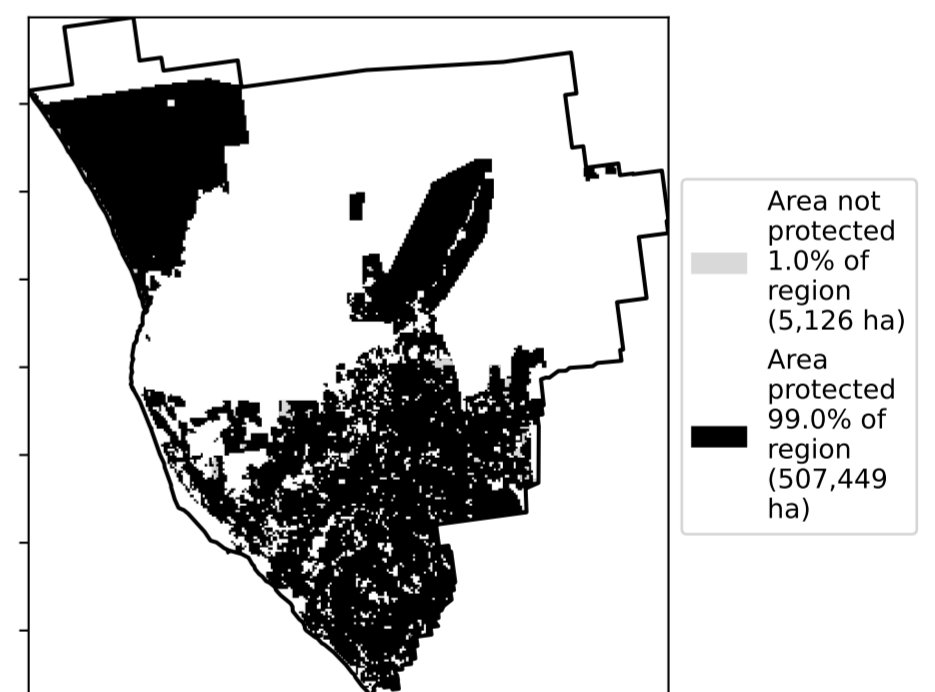 Area not
protected
1.0% of
region
(5,126 ha)
Area
protected
99.0% of
region
(507,449
ha)